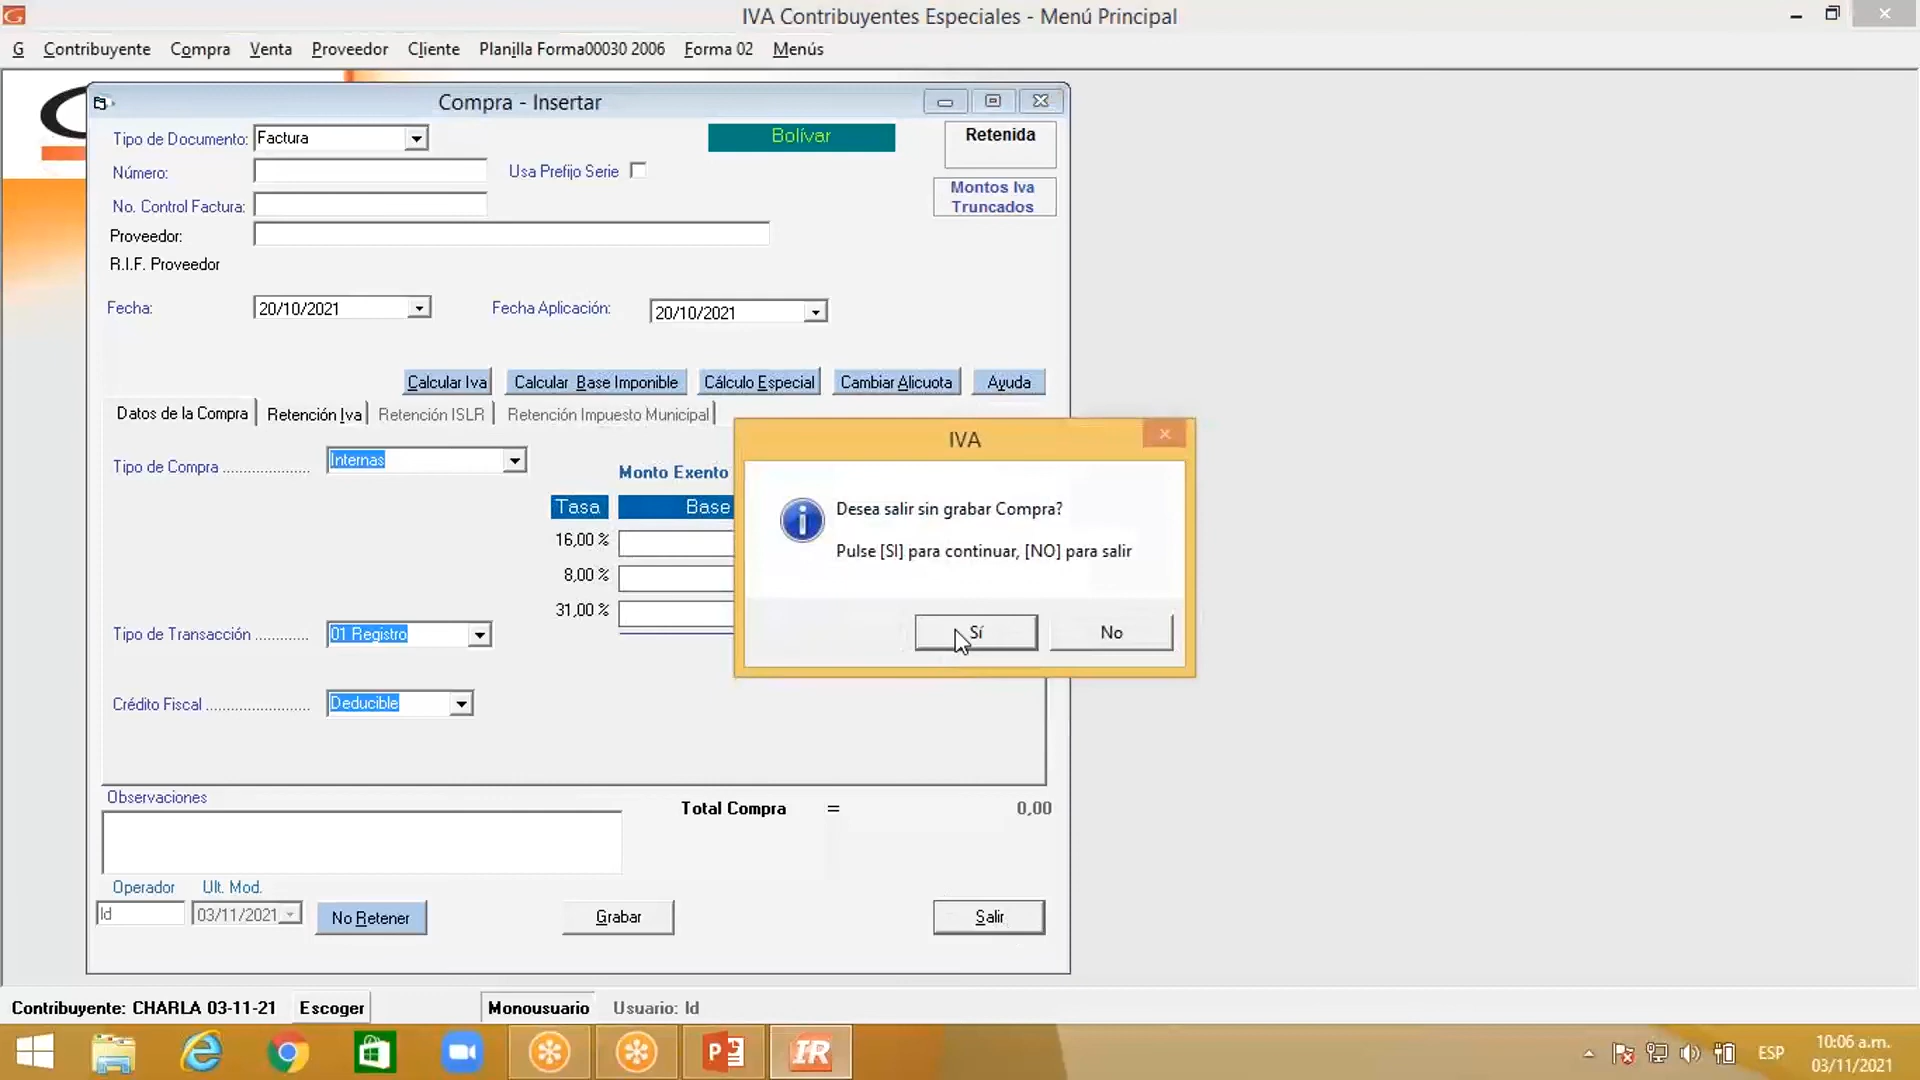 IVA Contribuyentes Especiales - Menú Principal
G Contribuyente Compra Venta Proveedor Cliente Planilla Forma00030 2006 Forma 02 Menús
Compra - Insertar
Tipo de Documento: Factura
Bolívar
Retenida
Número:
Usa Prefijo Serie
Montos Iva
Truncados
No. Control Factura:
Proveedor:
R.I.F. Proveedor
Fecha: 20/10/2021 Fecha Aplicación: 20/10/2021
Calcular Iva Calcular Base Imponible Cálculo Especial Cambiar Alicuota Ayuda
Datos de la Compra Retención Iva Retención ISLR Retención Impuesto Municipal
Tipo de Compra .................... Internas
Monto Exento
Tasa Base
16,00 %
8,00 %
31,00 %
IVA
Desea salir sin grabar Compra?
Pulse [SI] para continuar, [NO] para salir
Sí No
Tipo de Transacción ............ 01 Registro
Crédito Fiscal ........................ Deducible
Observaciones
Total Compra = 0,00
Operador Ult. Mod.
Id 03/11/2021 No Retener Grabar Salir
Contribuyente: CHARLA 03-11-21 Escoger Monousuario Usuario: Id
P IR ESP
10:06 a.m.
03/11/2021